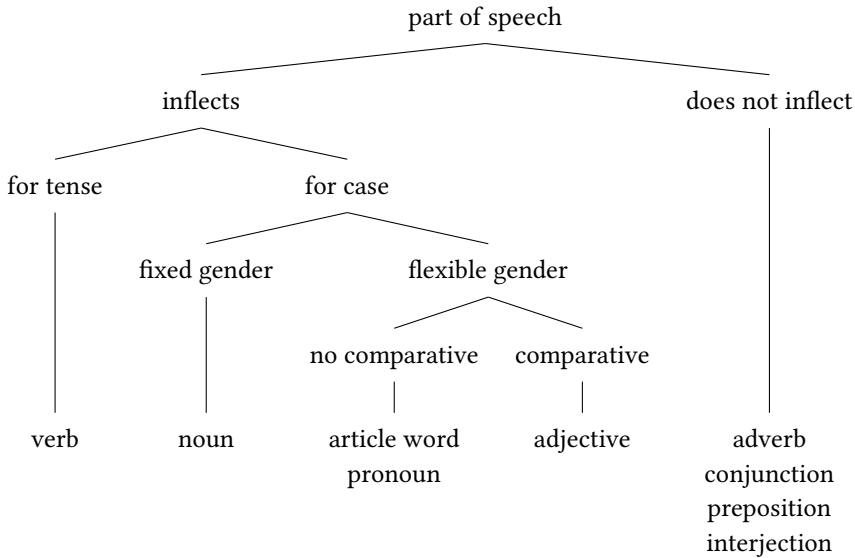 part of speech
inflects
does not inflect
for tense
for case
fixed gender
flexible gender
no comparative
comparative
verb
noun
article word
pronoun
adjective
adverb
conjunction
preposition
interjection